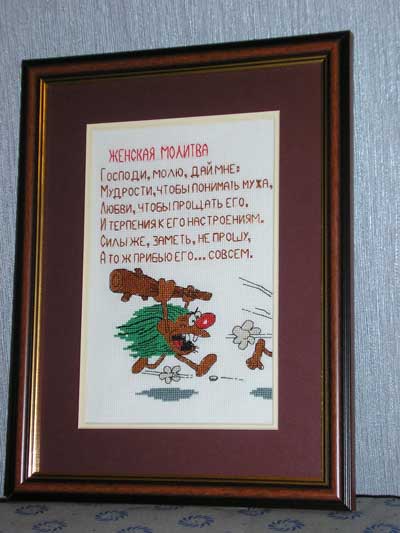 ЖЕНСКАЯ МОЛИТВА
ГОСПОДИ, МОЛЮ, ДАЙ МНЕ:
МУДРОСТИ, ЧТОБЫ ПОНИМАТЬ МУЖА,
ЛЮБВИ, ЧТОБЫ ПРОЩАТЬ ЕГО.
И ТЕРПЕНИЯ К ЕГО НАСТРОЕНИЯМ.
СИЛЫ ЖЕ, ЗАМЕТЬ, НЕ ПРОШУ,
А ТО Ж ПРИБЬЮ ЕГО... СОВСЕМ.